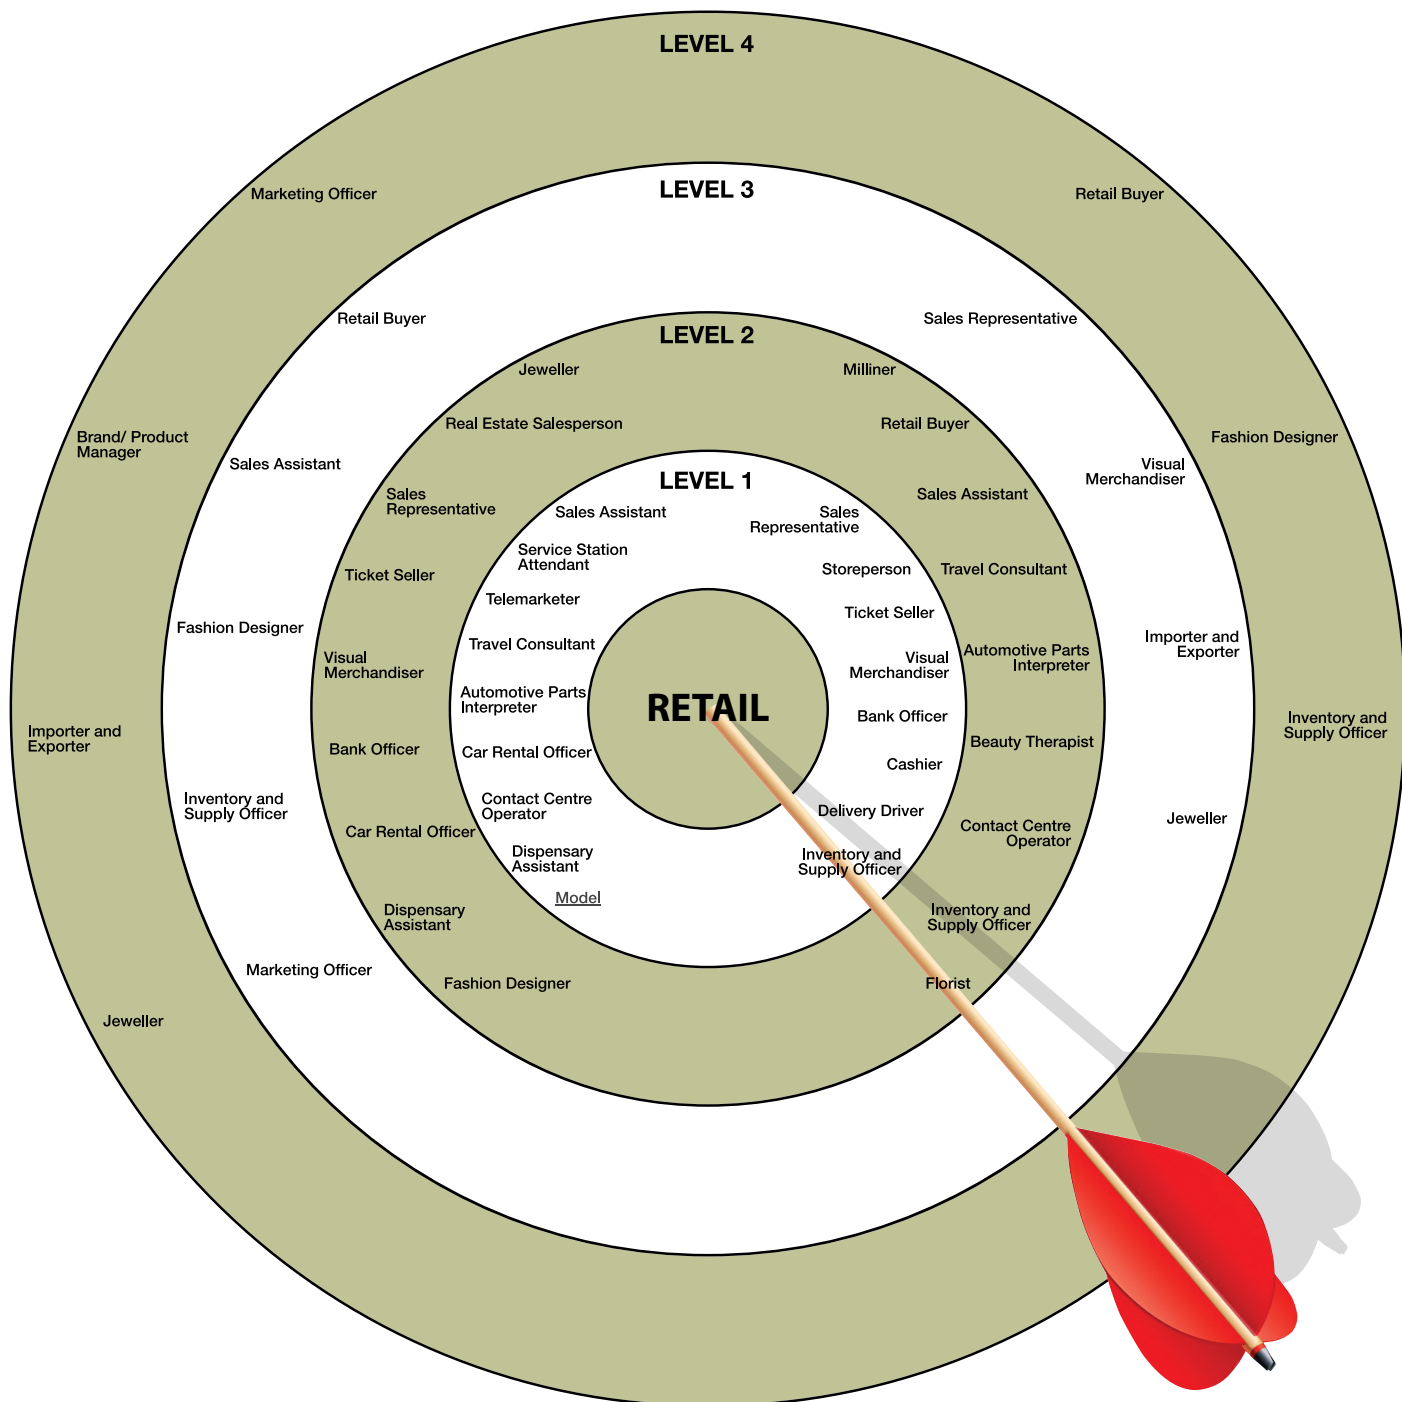 LEVEL 4
Marketing Officer
Retail Buyer
Brand/ Product
Manager
Fashion Designer
Importer and
Exporter
Inventory and
Supply Officer
Jeweller
LEVEL 3
Retail Buyer
Sales Representative
Sales Assistant
Visual
Merchandiser
Fashion Designer
Importer and
Exporter
Inventory and
Supply Officer
Jeweller
Marketing Officer
LEVEL 2
Jeweller
Milliner
Real Estate Salesperson
Retail Buyer
Sales
Representative
Sales Assistant
Ticket Seller
Travel Consultant
Visual
Merchandiser
Automotive Parts
Interpreter
Bank Officer
Beauty Therapist
Car Rental Officer
Contact Centre
Operator
Dispensary
Assistant
Inventory and
Supply Officer
Fashion Designer
Florist
LEVEL 1
Sales Assistant
Sales
Representative
Service Station
Attendant
Storeperson
Telemarketer
Ticket Seller
Travel Consultant
Visual
Merchandiser
Automotive Parts
Interpreter
Bank Officer
Car Rental Officer
Cashier
Contact Centre
Operator
Delivery Driver
Dispensary
Assistant
Inventory and
Supply Officer
Model
RETAIL